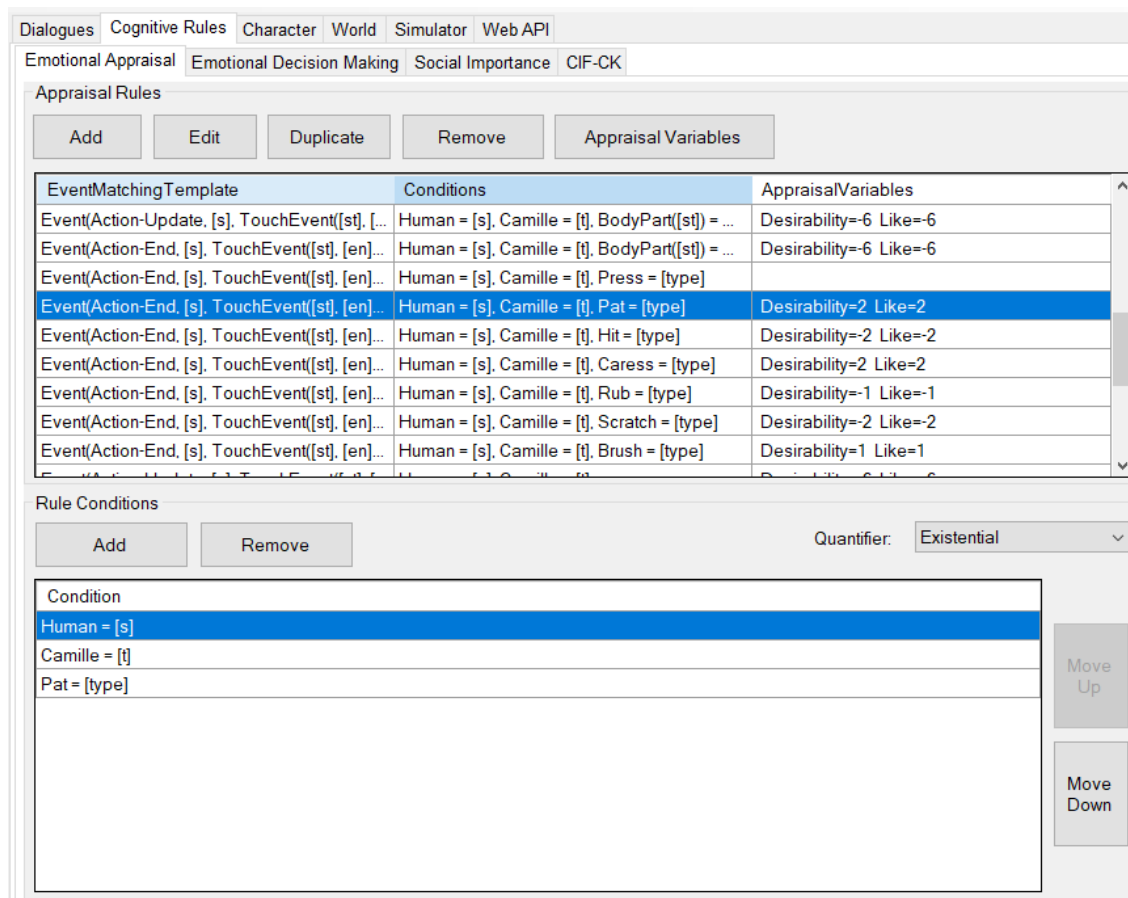 Dialogues Cognitive Rules Character World Simulator Web API
Emotional Appraisal Emotional Decision Making Social Importance CIF-CK
Appraisal Rules
Add Edit Duplicate Remove Appraisal Variables
EventMatchingTemplate Conditions AppraisalVariables
Event(Action-Update, [s], TouchEvent([st], [... Human = [s], Camille = [t], BodyPart([st]) = ... Desirability=-6 Like=-6
Event(Action-End, [s], TouchEvent([st], [en]... Human = [s], Camille = [t], BodyPart([st]) = ... Desirability=-6 Like=-6
Event(Action-End, [s], TouchEvent([st], [en]... Human = [s], Camille = [t], Press = [type]
Event(Action-End, [s], TouchEvent([st], [en]... Human = [s], Camille = [t], Pat = [type] Desirability=2 Like=2
Event(Action-End, [s], TouchEvent([st], [en]... Human = [s], Camille = [t], Hit = [type] Desirability=-2 Like=-2
Event(Action-End, [s], TouchEvent([st], [en]... Human = [s], Camille = [t], Caress = [type] Desirability=2 Like=2
Event(Action-End, [s], TouchEvent([st], [en]... Human = [s], Camille = [t], Rub = [type] Desirability=-1 Like=-1
Event(Action-End, [s], TouchEvent([st], [en]... Human = [s], Camille = [t], Scratch = [type] Desirability=-2 Like=-2
Event(Action-End, [s], TouchEvent([st], [en]... Human = [s], Camille = [t], Brush = [type] Desirability=1 Like=1
Rule Conditions
Add Remove Quantifier: Existential
Condition
Human = [s]
Camille = [t]
Pat = [type]
Move
Up
Move
Down